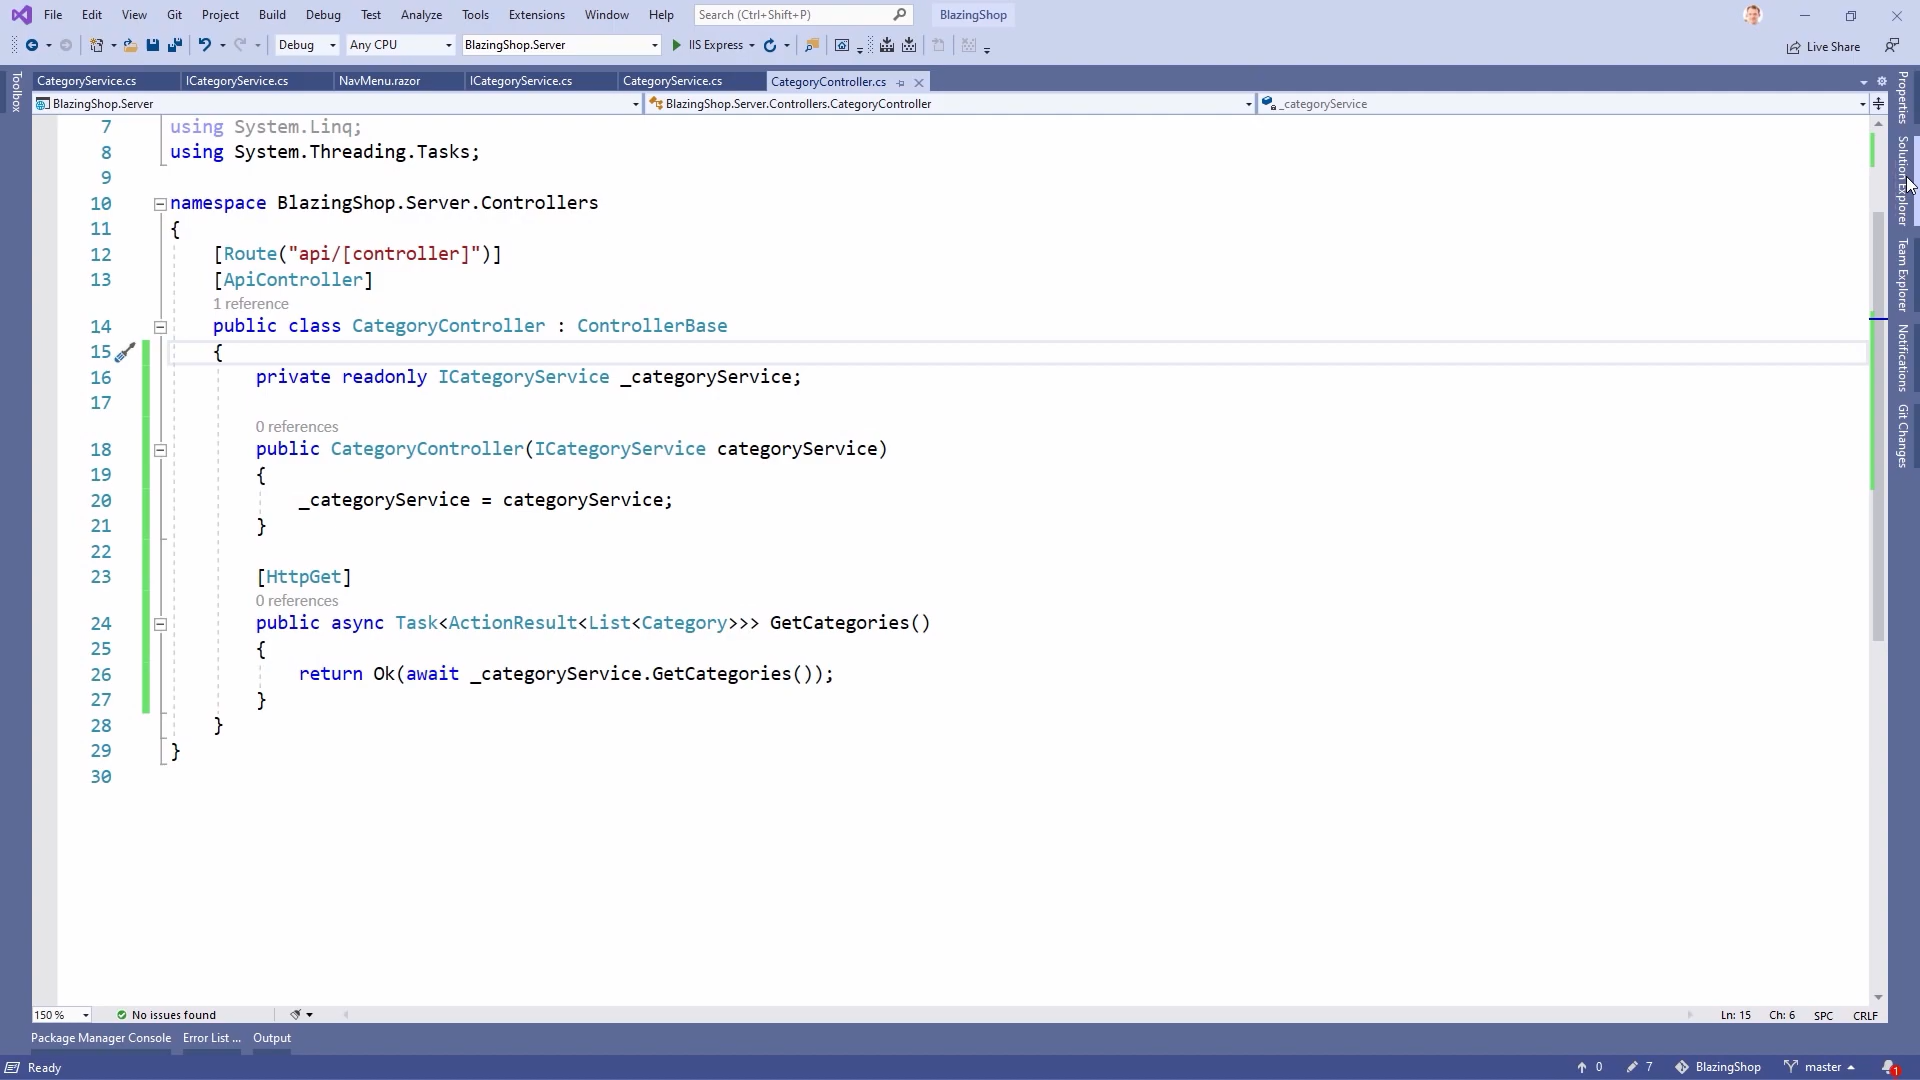 File Edit View Git Project Build Debug Test Analyze Tools Extensions Window Help Search (Ctrl+Shift+P) BlazingShop
Debug Any CPU BlazingShop.Server IIS Express Live Share
CategoryService.cs ICategoryService.cs NavMenu.razor ICategoryService.cs CategoryService.cs CategoryController.cs
BlazingShop.Server BlazingShop.Server.Controllers.CategoryController _categoryService
Toolbox
Properties
Solution Explorer
Team Explorer
Notifications
Git Changes
7 using System.Linq;
8 using System.Threading.Tasks;
9
10 namespace BlazingShop.Server.Controllers
11 {
12 [Route("api/[controller]")]
13 [ApiController]
1 reference
14 public class CategoryController : ControllerBase
15 {
16 private readonly ICategoryService _categoryService;
17
0 references
18 public CategoryController(ICategoryService categoryService)
19 {
20 _categoryService = categoryService;
21 }
22
23 [HttpGet]
0 references
24 public async Task<ActionResult<List<Category>>> GetCategories()
25 {
26 return Ok(await _categoryService.GetCategories());
27 }
28 }
29 }
30
150 % No issues found Ln: 15 Ch: 6 SPC CRLF
Package Manager Console Error List ... Output
Ready 0 7 BlazingShop master 1